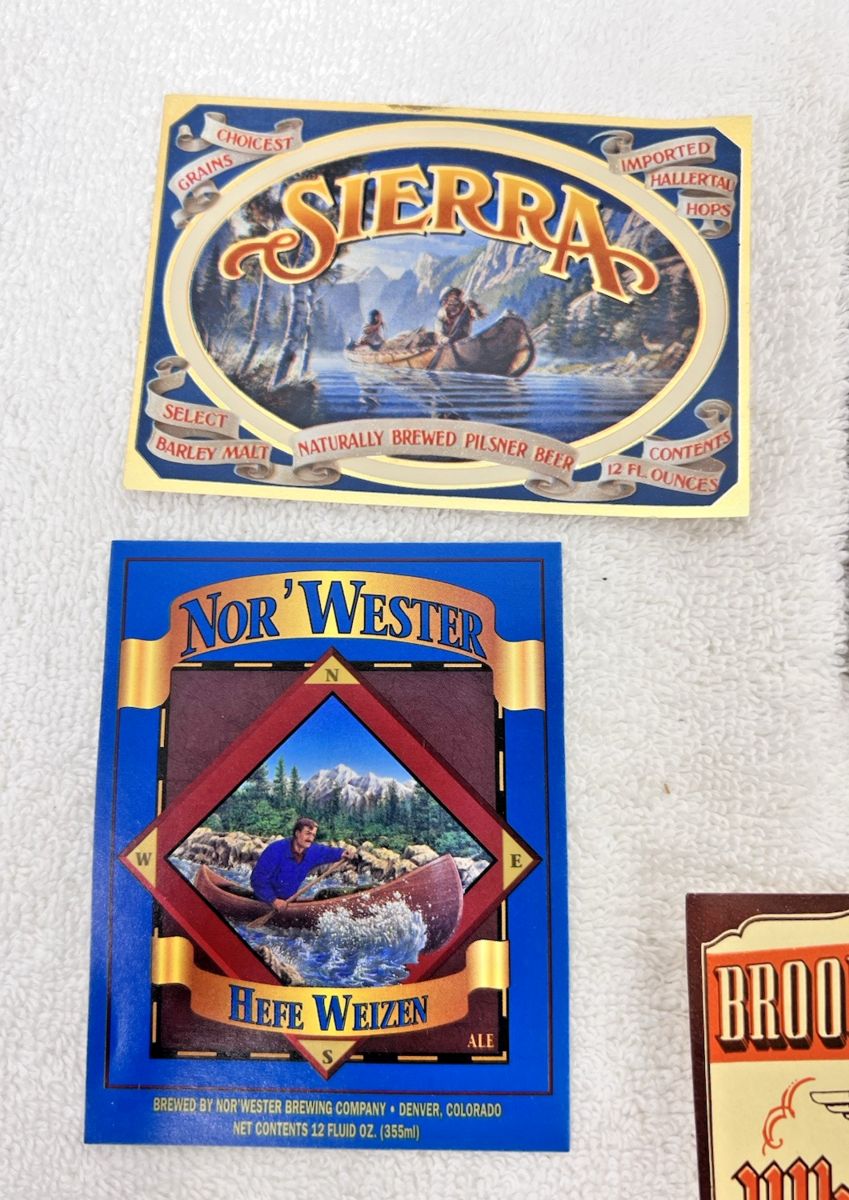 CHOICEST
GRAINS
IMPORTED
HALLERTAU
HOPS
SIERRA
SELECT
BARLEY MALT
NATURALLY BREWED PILSNER BEER
CONTENTS
12 FL. OUNCES
NOR'WESTER
N
W
E
HEFE WEIZEN
S
ALE
BREWED BY NOR'WESTER BREWING COMPANY • DENVER, COLORADO
NET CONTENTS 12 FLUID OZ. (355ml)
BROO